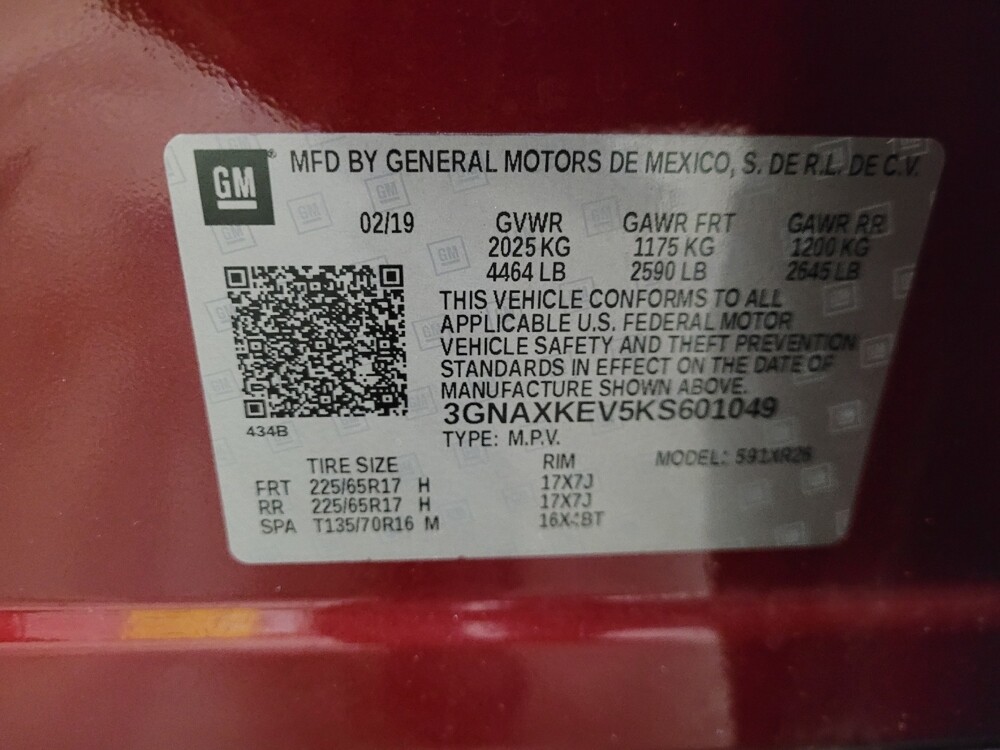 GM MFD BY GENERAL MOTORS DE MEXICO, S. DE R.L. DE C.V.
02/19 GVWR GAWR FRT GAWR RR
2025 KG 1175 KG 1200 KG
4464 LB 2590 LB 2645 LB
THIS VEHICLE CONFORMS TO ALL
APPLICABLE U.S. FEDERAL MOTOR
VEHICLE SAFETY AND THEFT PREVENTION
STANDARDS IN EFFECT ON THE DATE OF
MANUFACTURE SHOWN ABOVE.
3GNAXKEV5KS601049
434B
TYPE: M.P.V.
TIRE SIZE RIM MODEL: 591XR26
FRT 225/65R17 H 17X7J
RR 225/65R17 H 17X7J
SPA T135/70R16 M 16X4BT